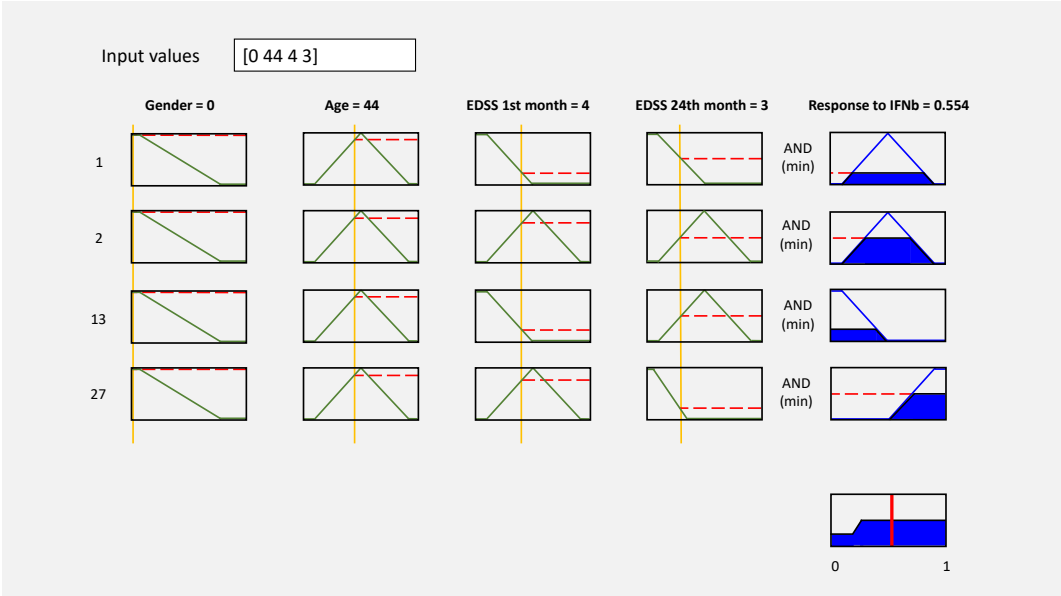 Input values
[0 44 4 3]
Gender = 0
Age = 44
EDSS 1st month = 4
EDSS 24th month = 3
Response to IFNb = 0.554
1
AND
(min)
2
AND
(min)
13
AND
(min)
27
AND
(min)
0
1